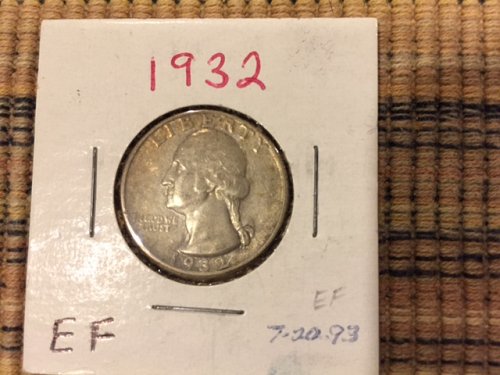 1932
LIBERTY
IN GOD WE
TRUST
1932
EF
EF
7-20-93